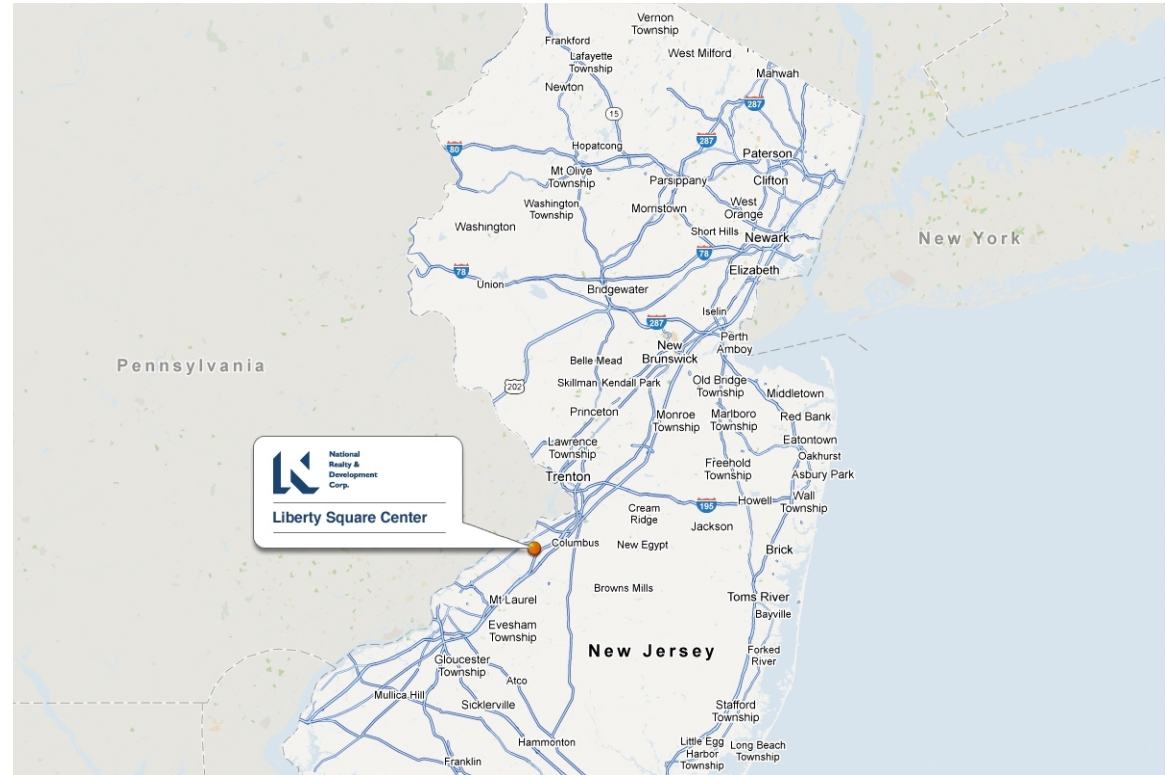 Vernon
Township
Frankford
West Milford
Lafayette
Township
Mahwah
Newton
287
15
287
80
Hopatcong
Paterson
Mt Olive
Township
Parsippany
Clifton
Washington
Township
Morristown
West
Orange
Washington
Short Hills
Newark
New York
78
78
Elizabeth
Union
Bridgewater
Iselin
287
Perth
Amboy
New
Brunswick
Belle Mead
Pennsylvania
202
Skillman
Kendall Park
Old Bridge
Township
Middletown
Princeton
Monroe
Township
Marlboro
Township
Red Bank
Lawrence
Township
Eatontown
Oakhurst
Freehold
Township
Asbury Park
Trenton
National
Realty &
Development
Corp.
Liberty Square Center
195
Howell
Wall
Township
Cream
Ridge
Jackson
Columbus
New Egypt
Brick
Browns Mills
Toms River
Mt Laurel
Bayville
Evesham
Township
New Jersey
Forked
River
Gloucester
Township
Atco
Mullica Hill
Sicklerville
Stafford
Township
Hammonton
Little Egg
Harbor
Township
Long Beach
Township
Franklin